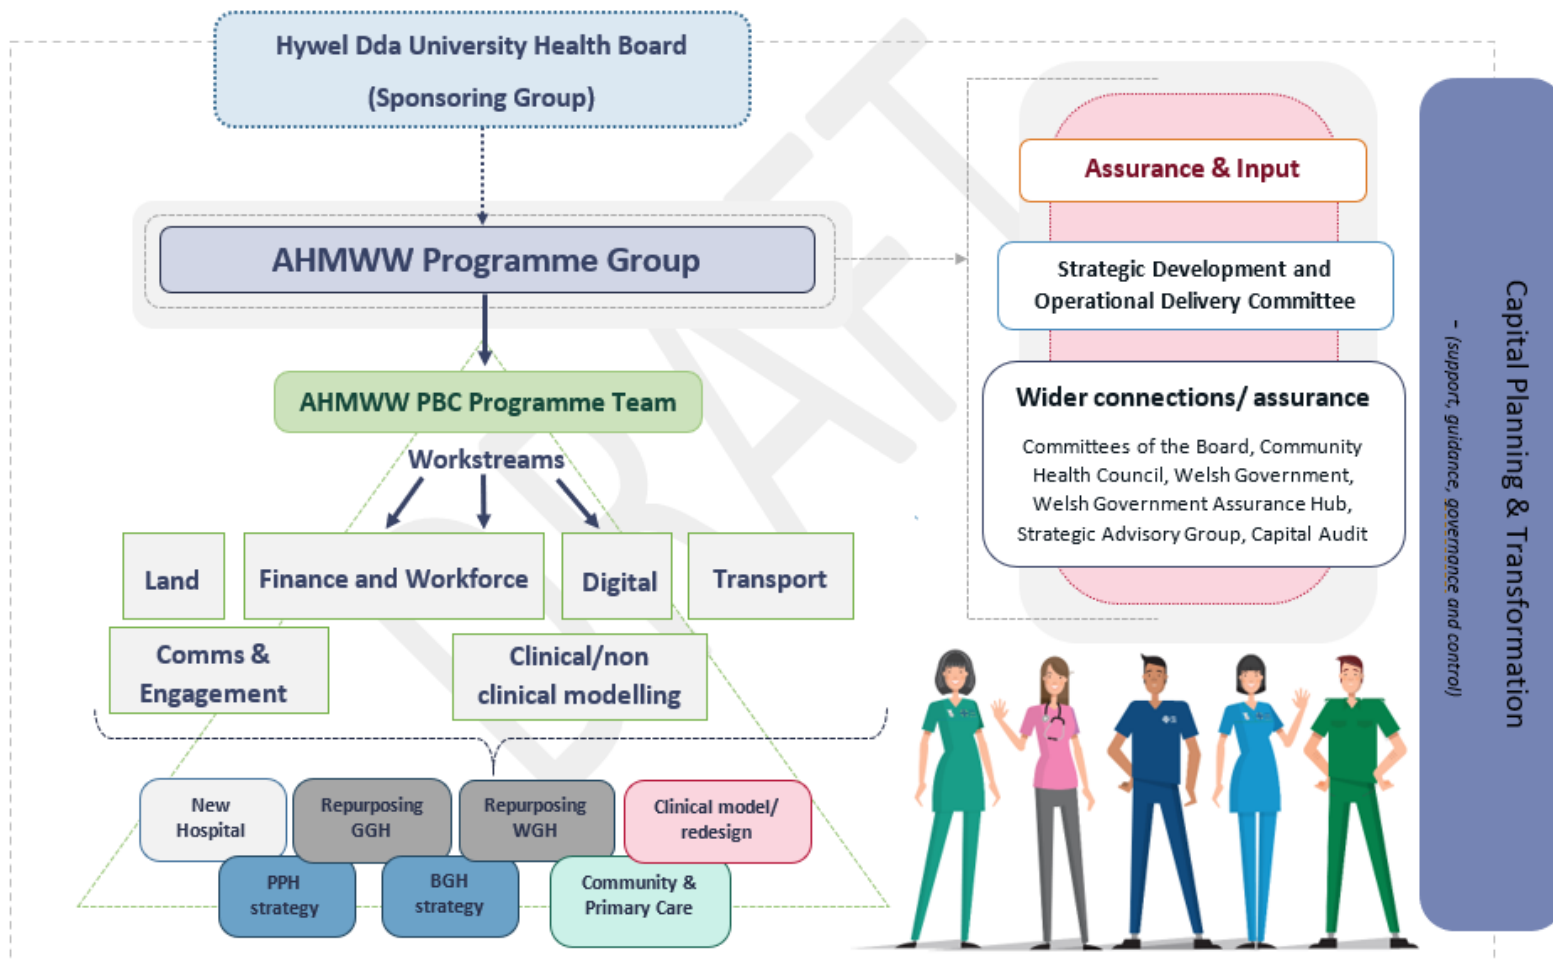 Hywel Dda University Health Board
(Sponsoring Group)
AHMWW Programme Group
AHMWW PBC Programme Team
Workstreams
Land
Finance and Workforce
Digital
Transport
Comms &
Engagement
Clinical/non
clinical modelling
New
Hospital
Repurposing
GGH
Repurposing
WGH
Clinical model/
redesign
PPH
strategy
BGH
strategy
Community &
Primary Care
Assurance & Input
Strategic Development and
Operational Delivery Committee
Wider connections/ assurance
Committees of the Board, Community
Health Council, Welsh Government,
Welsh Government Assurance Hub,
Strategic Advisory Group, Capital Audit
Capital Planning & Transformation
- (support, guidance, governance and control)
DRAFT